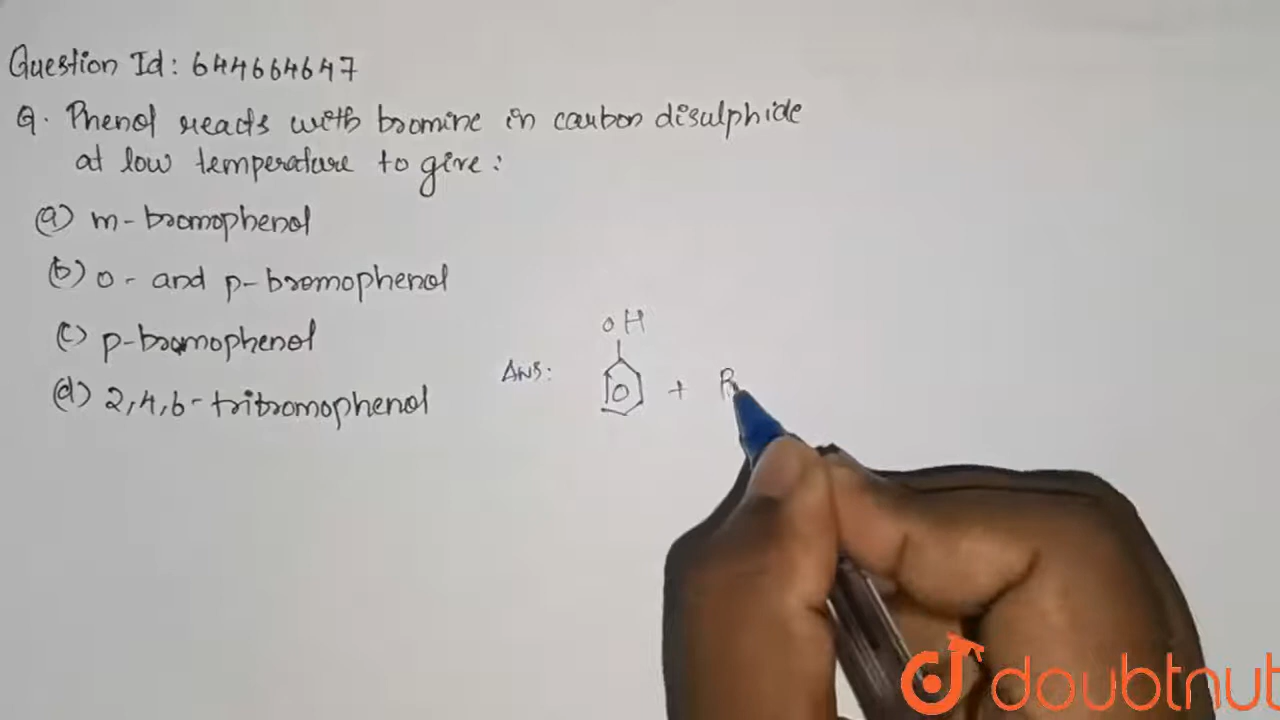 Question Id: 644664647
Q. Phenol reacts with bromine in carbon disulphide
at low temperature to give:
(a) m-bromophenol
(b) o- and p-bromophenol
(c) p-bromophenol
(d) 2,4,6-tribromophenol
OH
Ans: + B
doubtnut